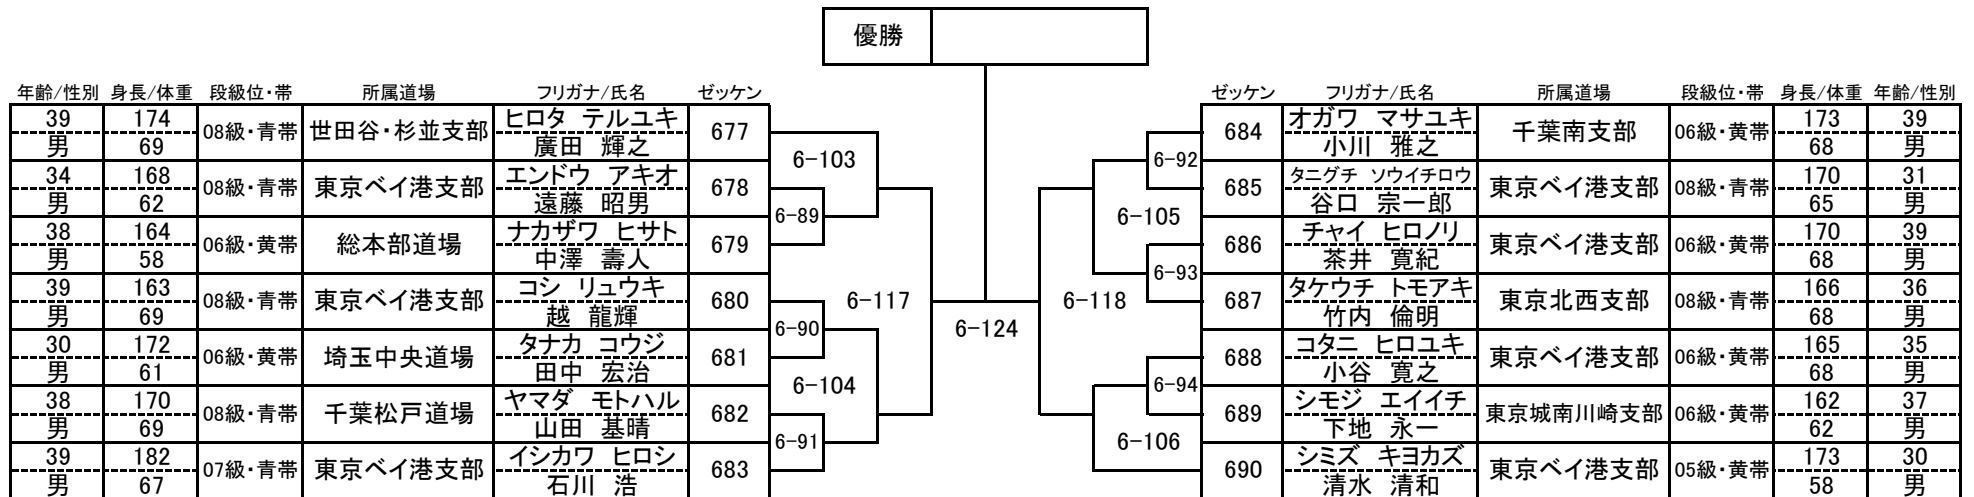 優勝
年齢/性別 身長/体重 段級位・帯 所属道場 フリガナ/氏名 ゼッケン
39 174 08級・青帯 世田谷・杉並支部 ヒロタ テルユキ 677
男 69 廣田 輝之
6-103
34 168 08級・青帯 東京ベイ港支部 エンドウ アキオ 678
男 62 遠藤 昭男
6-89
38 164 06級・黄帯 総本部道場 ナカザワ ヒサト 679
男 58 中澤 壽人
39 163 08級・青帯 東京ベイ港支部 コシ リュウキ 680
男 69 越 龍輝
6-117
6-90
30 172 06級・黄帯 埼玉中央道場 タナカ コウジ 681
男 61 田中 宏治
6-104
38 170 08級・青帯 千葉松戸道場 ヤマダ モトハル 682
男 69 山田 基晴
6-91
39 182 07級・青帯 東京ベイ港支部 イシカワ ヒロシ 683
男 67 石川 浩
6-124
ゼッケン フリガナ/氏名 所属道場 段級位・帯 身長/体重 年齢/性別
684 オガワ マサユキ 千葉南支部 06級・黄帯 173 39
小川 雅之 68 男
6-92
685 タニグチ ソウイチロウ 東京ベイ港支部 08級・青帯 170 31
谷口 宗一郎 65 男
6-105
686 チャイ ヒロノリ 東京ベイ港支部 06級・黄帯 170 39
茶井 寛紀 68 男
6-93
687 タケウチ トモアキ 東京北西支部 08級・青帯 166 36
竹内 倫明 68 男
6-118
688 コタニ ヒロユキ 東京ベイ港支部 06級・黄帯 165 35
小谷 寛之 68 男
6-94
689 シモジ エイイチ 東京城南川崎支部 06級・黄帯 162 37
下地 永一 62 男
6-106
690 シミズ キヨカズ 東京ベイ港支部 05級・黄帯 173 30
清水 清和 58 男